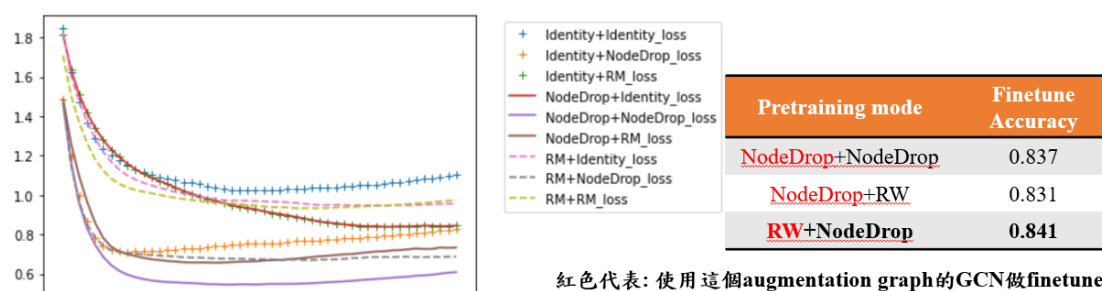 1.8
1.6
1.4
1.2
1.0
0.8
0.6
Identity+Identity_loss
Identity+NodeDrop_loss
Identity+RM_loss
NodeDrop+Identity_loss
NodeDrop+NodeDrop_loss
NodeDrop+RM_loss
RM+Identity_loss
RM+NodeDrop_loss
RM+RM_loss
Pretraining mode Finetune Accuracy
NodeDrop+NodeDrop 0.837
NodeDrop+RW 0.831
RW+NodeDrop 0.841
紅色代表: 使用這個augmentation graph的GCN做finetune